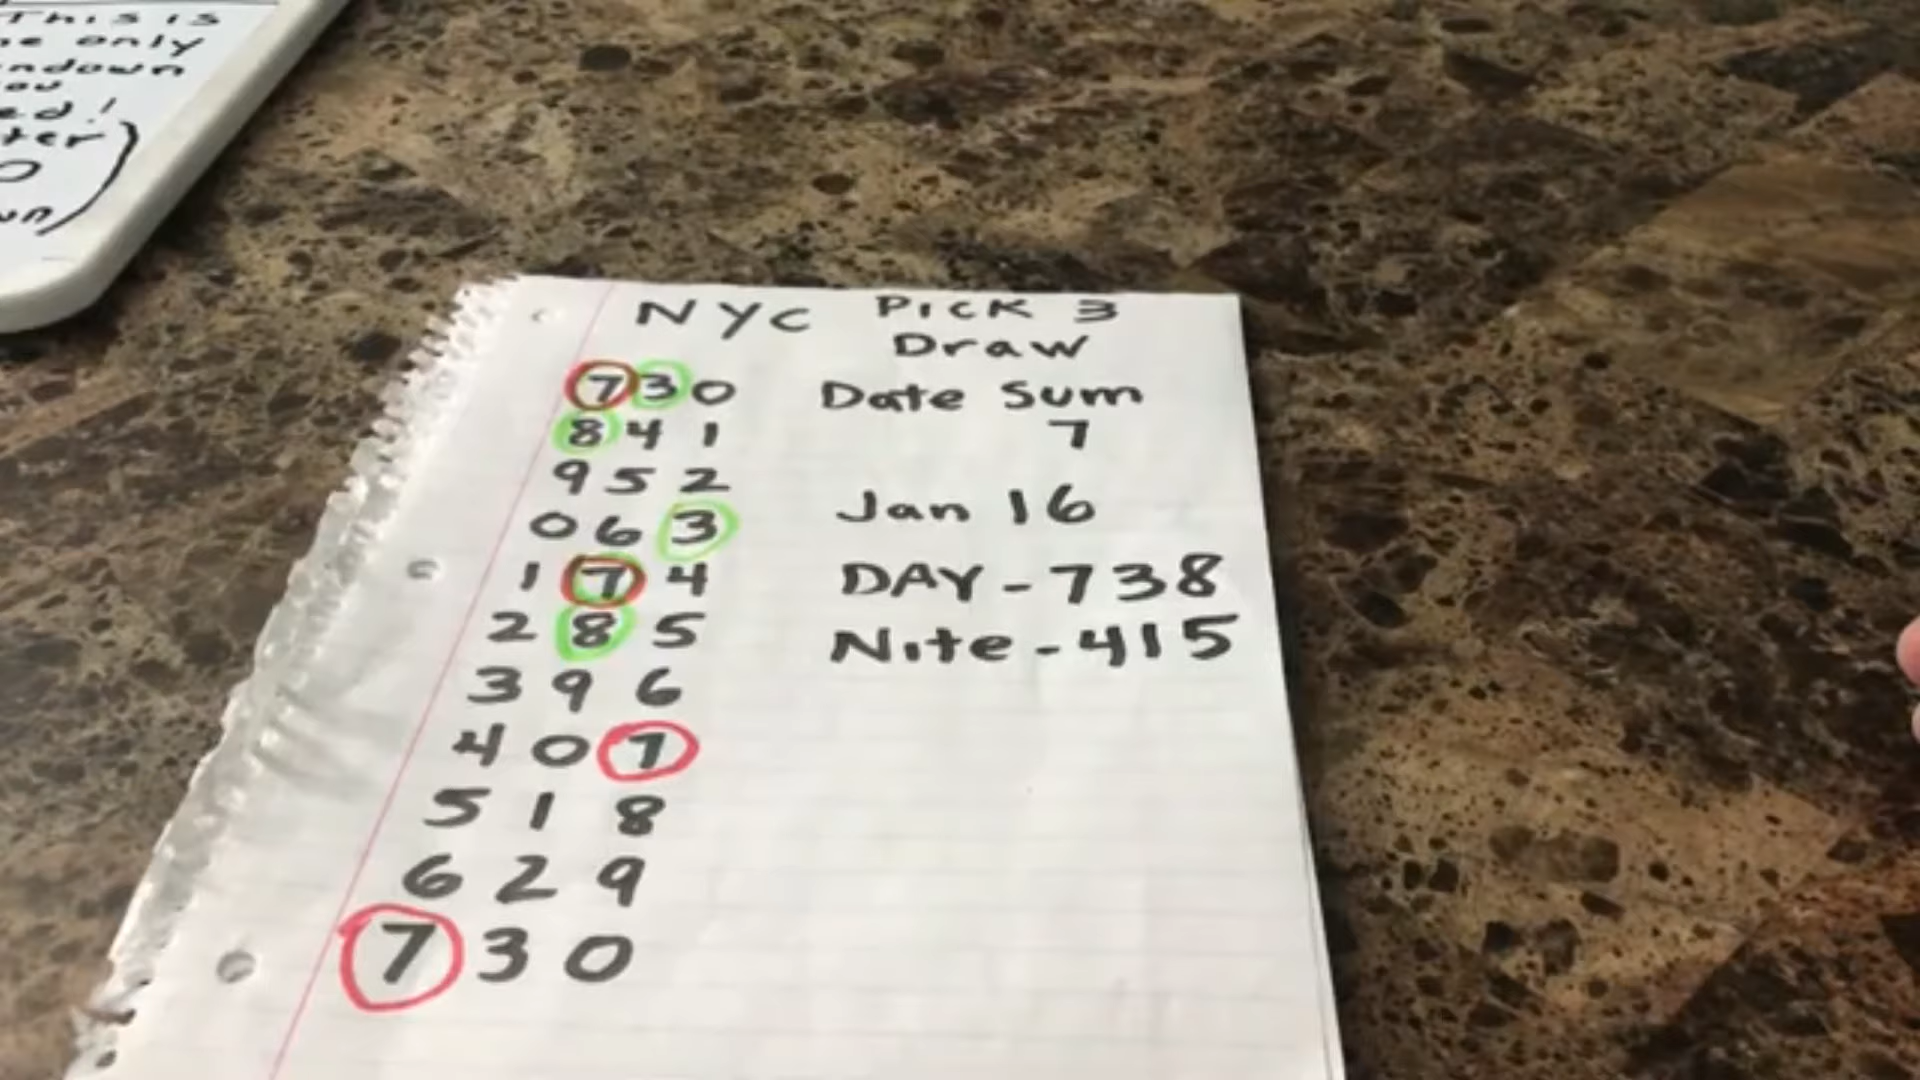 This is
only
ou
NYC Pick 3
Draw
730 Date Sum
841 7
952
063 Jan 16
174 DAY - 738
285 Nite - 415
396
407
518
629
730